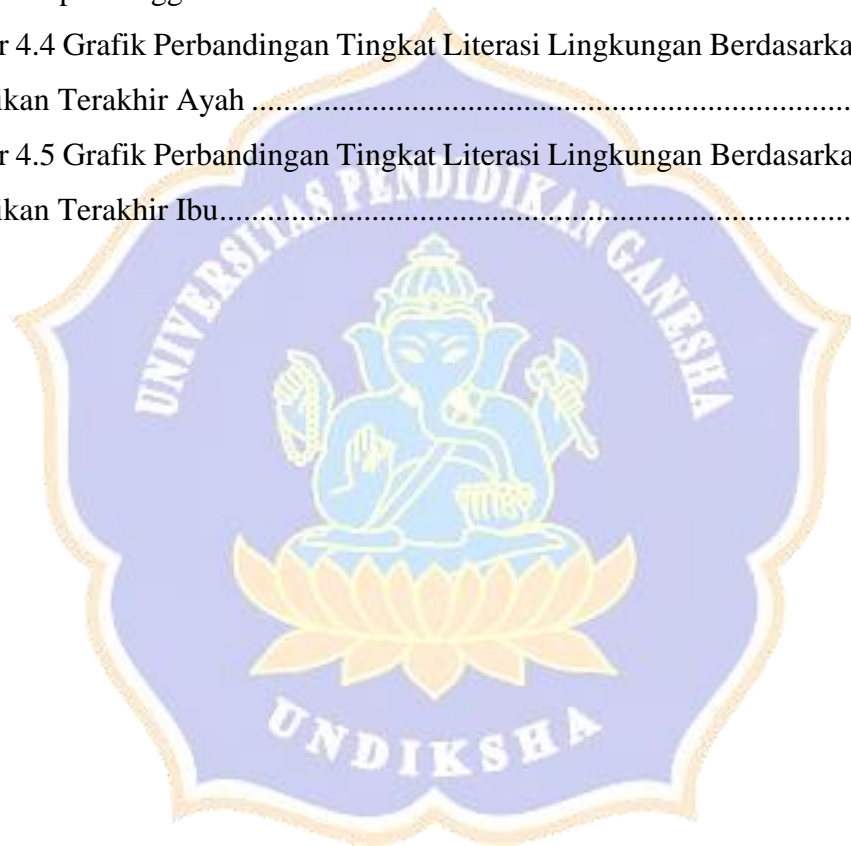 r 4.4 Grafik Perbandingan Tingkat Literasi Lingkungan Berdasarka
ikan Terakhir Ayah ...............................................................................................
r 4.5 Grafik Perbandingan Tingkat Literasi Lingkungan Berdasarka
ikan Terakhir Ibu.....................................................................................................
UNIVERSITAS PENDIDIKAN GANESHA
UNDIKSHA